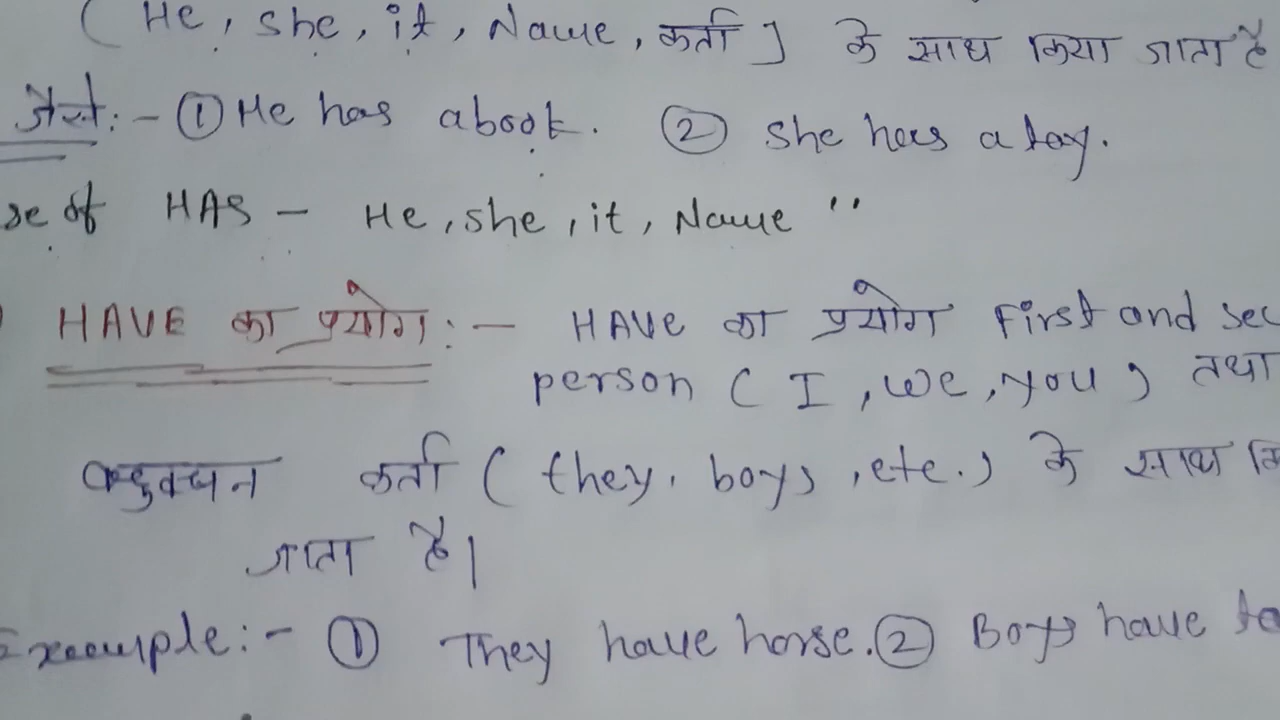 ( He, she, it, Name, कर्ता ) के साथ किया जाता है
जैसे:- ① He has a book. ② she has a toy.
se of HAS - He, she, it, Name "
HAVE का प्रयोग:- HAVE का प्रयोग First and sec
person ( I, we, you ) तथा
बहुवचन कर्ता ( they, boys, etc.) के साथ कि
जाता है।
Example:- ① They have horse. ② Boys have to